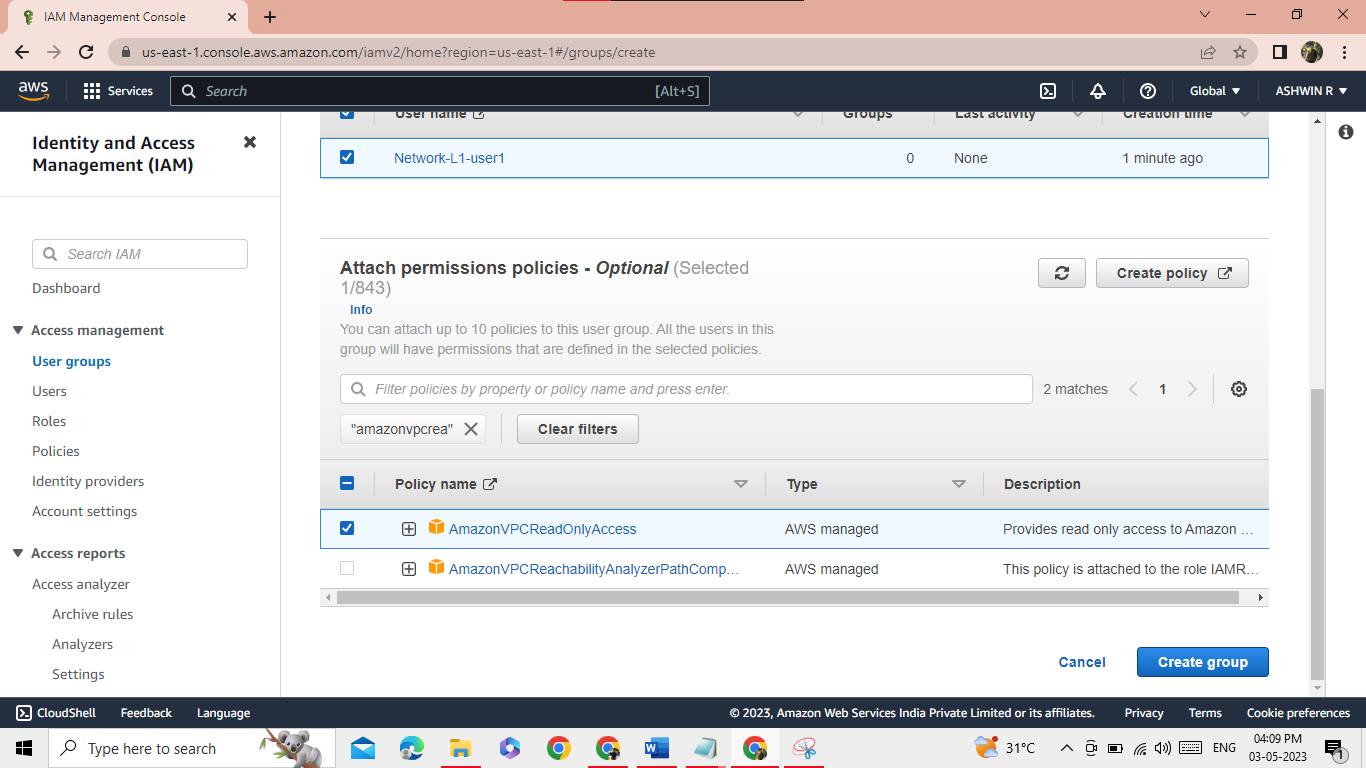 IAM Management Console
us-east-1.console.aws.amazon.com/iamv2/home?region=us-east-1#/groups/create
aws
Services
Search
[Alt+S]
Global
ASHWIN R
Identity and Access
Management (IAM)
Search IAM
Dashboard
Access management
User groups
Users
Roles
Policies
Identity providers
Account settings
Access reports
Access analyzer
Archive rules
Analyzers
Settings
User name Groups Last activity Creation time
Network-L1-user1 0 None 1 minute ago
Attach permissions policies - Optional (Selected
1/843)
Info
You can attach up to 10 policies to this user group. All the users in this
group will have permissions that are defined in the selected policies.
Create policy
Filter policies by property or policy name and press enter.
2 matches
1
"amazonvpcrea"
Clear filters
Policy name Type Description
AmazonVPCReadOnlyAccess AWS managed Provides read only access to Amazon ...
AmazonVPCReachabilityAnalyzerPathComp... AWS managed This policy is attached to the role IAMR...
Cancel
Create group
CloudShell Feedback Language
© 2023, Amazon Web Services India Private Limited or its affiliates.
Privacy Terms Cookie preferences
Type here to search
31°C
ENG
04:09 PM
03-05-2023
1